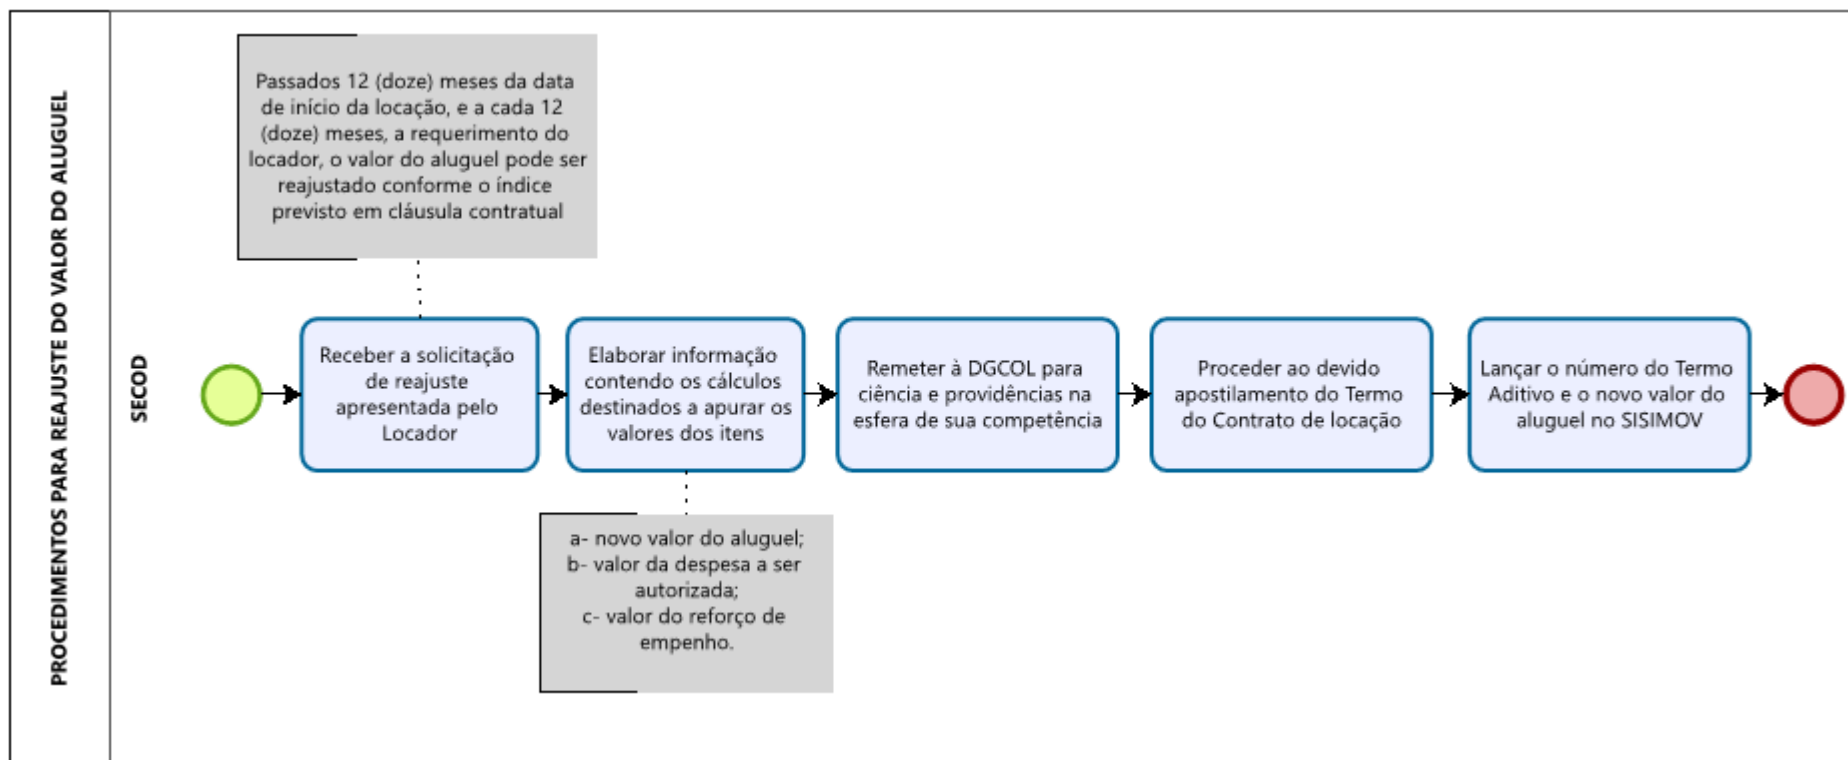 PROCEDIMENTOS PARA REAJUSTE DO VALOR DO ALUGUEL
SECOD
Passados 12 (doze) meses da data
de início da locação, e a cada 12
(doze) meses, a requerimento do
locador, o valor do aluguel pode ser
reajustado conforme o índice
previsto em cláusula contratual
Receber a solicitação
de reajuste
apresentada pelo
Locador
Elaborar informação
contendo os cálculos
destinados a apurar os
valores dos itens
Remeter à DGCOL para
ciência e providências na
esfera de sua competência
Proceder ao devido
apostilamento do Termo
do Contrato de locação
Lançar o número do Termo
Aditivo e o novo valor do
aluguel no SISIMOV
a- novo valor do aluguel;
b- valor da despesa a ser
autorizada;
c- valor do reforço de
empenho.